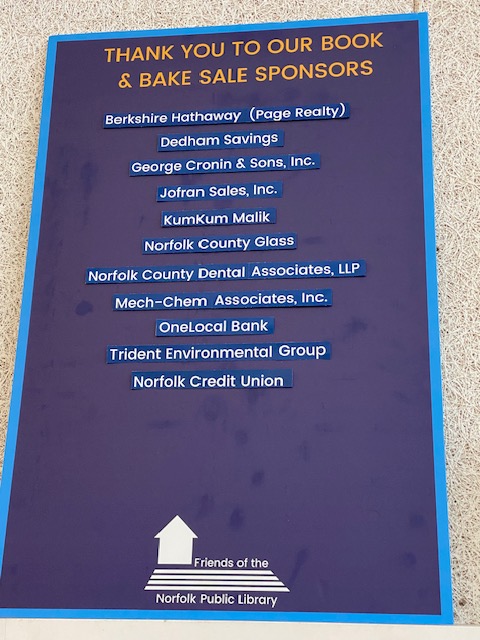 THANK YOU TO OUR BOOK
& BAKE SALE SPONSORS
Berkshire Hathaway (Page Realty)
Dedham Savings
George Cronin & Sons, Inc.
Jofran Sales, Inc.
KumKum Malik
Norfolk County Glass
Norfolk County Dental Associates, LLP
Mech-Chem Associates, Inc.
OneLocal Bank
Trident Environmental Group
Norfolk Credit Union
Friends of the
Norfolk Public Library